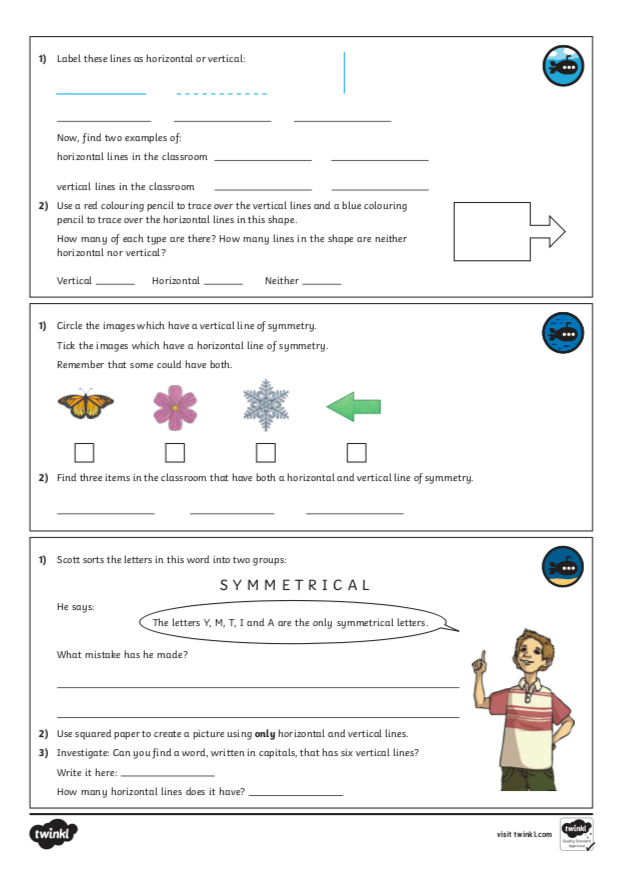 1) Label these lines as horizontal or vertical:
Now, find two examples of:
horizontal lines in the classroom
vertical lines in the classroom
2) Use a red colouring pencil to trace over the vertical lines and a blue colouring
pencil to trace over the horizontal lines in this shape.
How many of each type are there? How many lines in the shape are neither
horizontal nor vertical?
Vertical ______ Horizontal ______ Neither ______
1) Circle the images which have a vertical line of symmetry.
Tick the images which have a horizontal line of symmetry.
Remember that some could have both.
2) Find three items in the classroom that have both a horizontal and vertical line of symmetry.
1) Scott sorts the letters in this word into two groups:
SYMMETRICAL
He says:
The letters Y, M, T, I and A are the only symmetrical letters.
What mistake has he made?
2) Use squared paper to create a picture using only horizontal and vertical lines.
3) Investigate: Can you find a word, written in capitals, that has six vertical lines?
Write it here:
How many horizontal lines does it have?
twinkl
visit twinkl.com
twinkl
Quality Standard
Approved